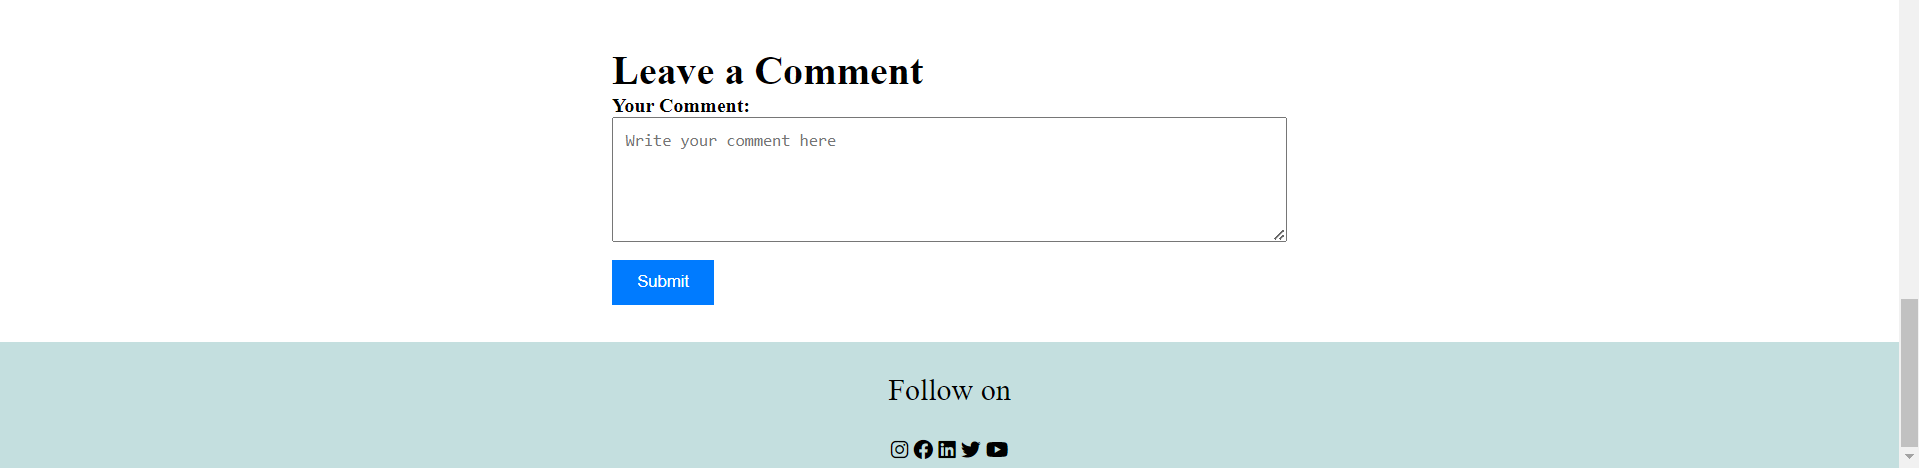 Leave a Comment
Your Comment:
Write your comment here
Submit
Follow on